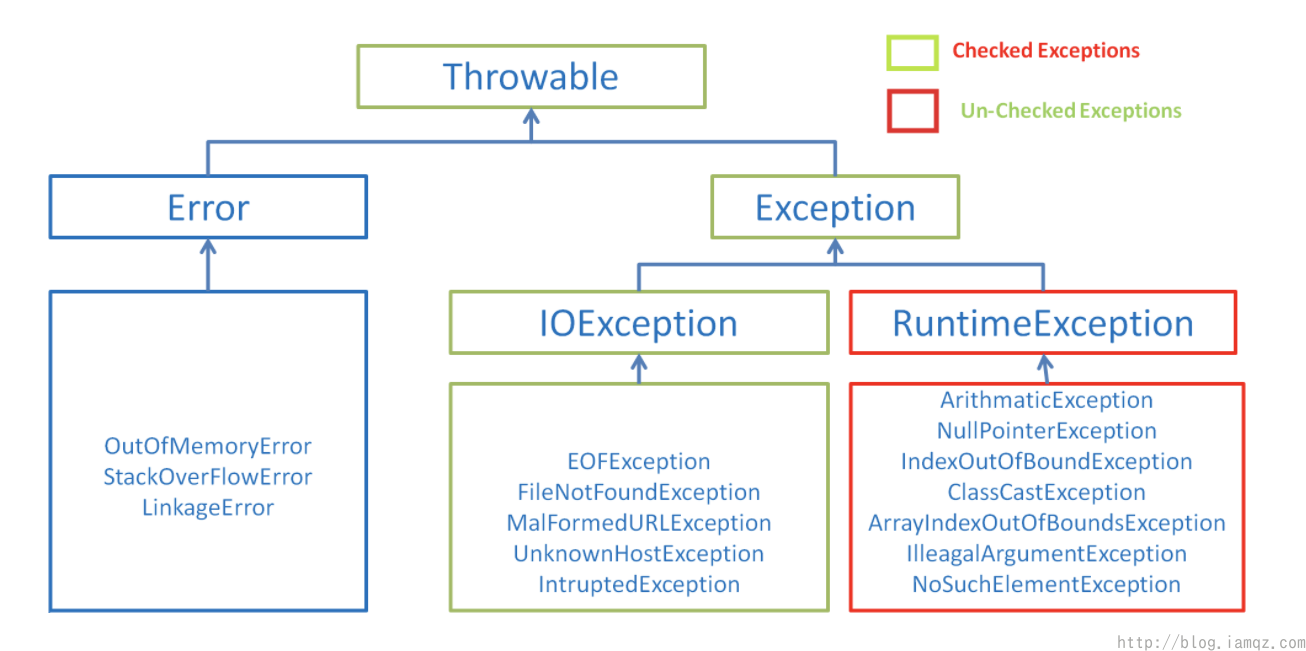 Throwable
Checked Exceptions
Un-Checked Exceptions
Error
Exception
IOException
RuntimeException
OutOfMemoryError
StackOverFlowError
LinkageError
EOFException
FileNotFoundException
MalFormedURLException
UnknownHostException
IntruptedException
ArithmaticException
NullPointerException
IndexOutOfBoundException
ClassCastException
ArrayIndexOutOfBoundsException
IlleagalArgumentException
NoSuchElementException
http://blog.iamqz.com